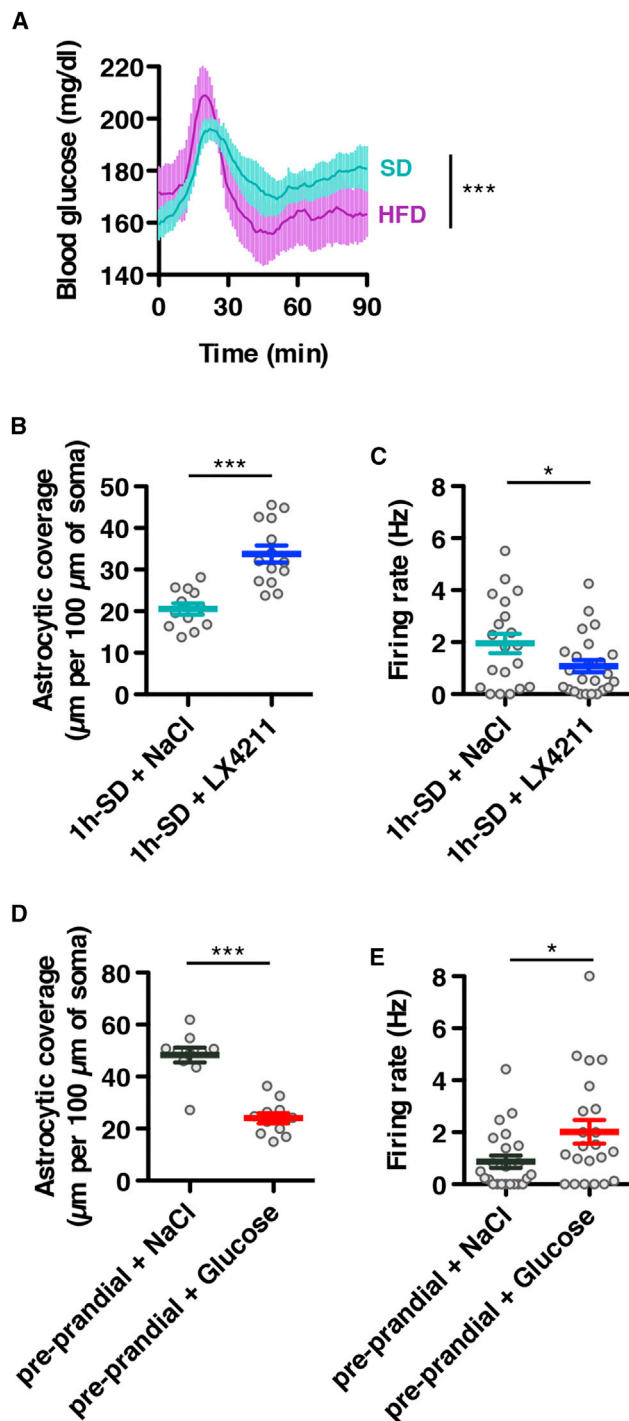 A
Blood glucose (mg/dl)
220
200
180
160
140
SD
HFD
***
0
30
60
90
Time (min)
B
Astrocytic coverage
(µm per 100 µm of soma)
50
40
30
20
10
0
***
1h-SD + NaCl
1h-SD + LX4211
C
Firing rate (Hz)
8
6
4
2
0
*
1h-SD + NaCl
1h-SD + LX4211
D
Astrocytic coverage
(µm per 100 µm of soma)
80
60
40
20
0
***
pre-prandial + NaCl
pre-prandial + Glucose
E
Firing rate (Hz)
8
6
4
2
0
*
pre-prandial + NaCl
pre-prandial + Glucose